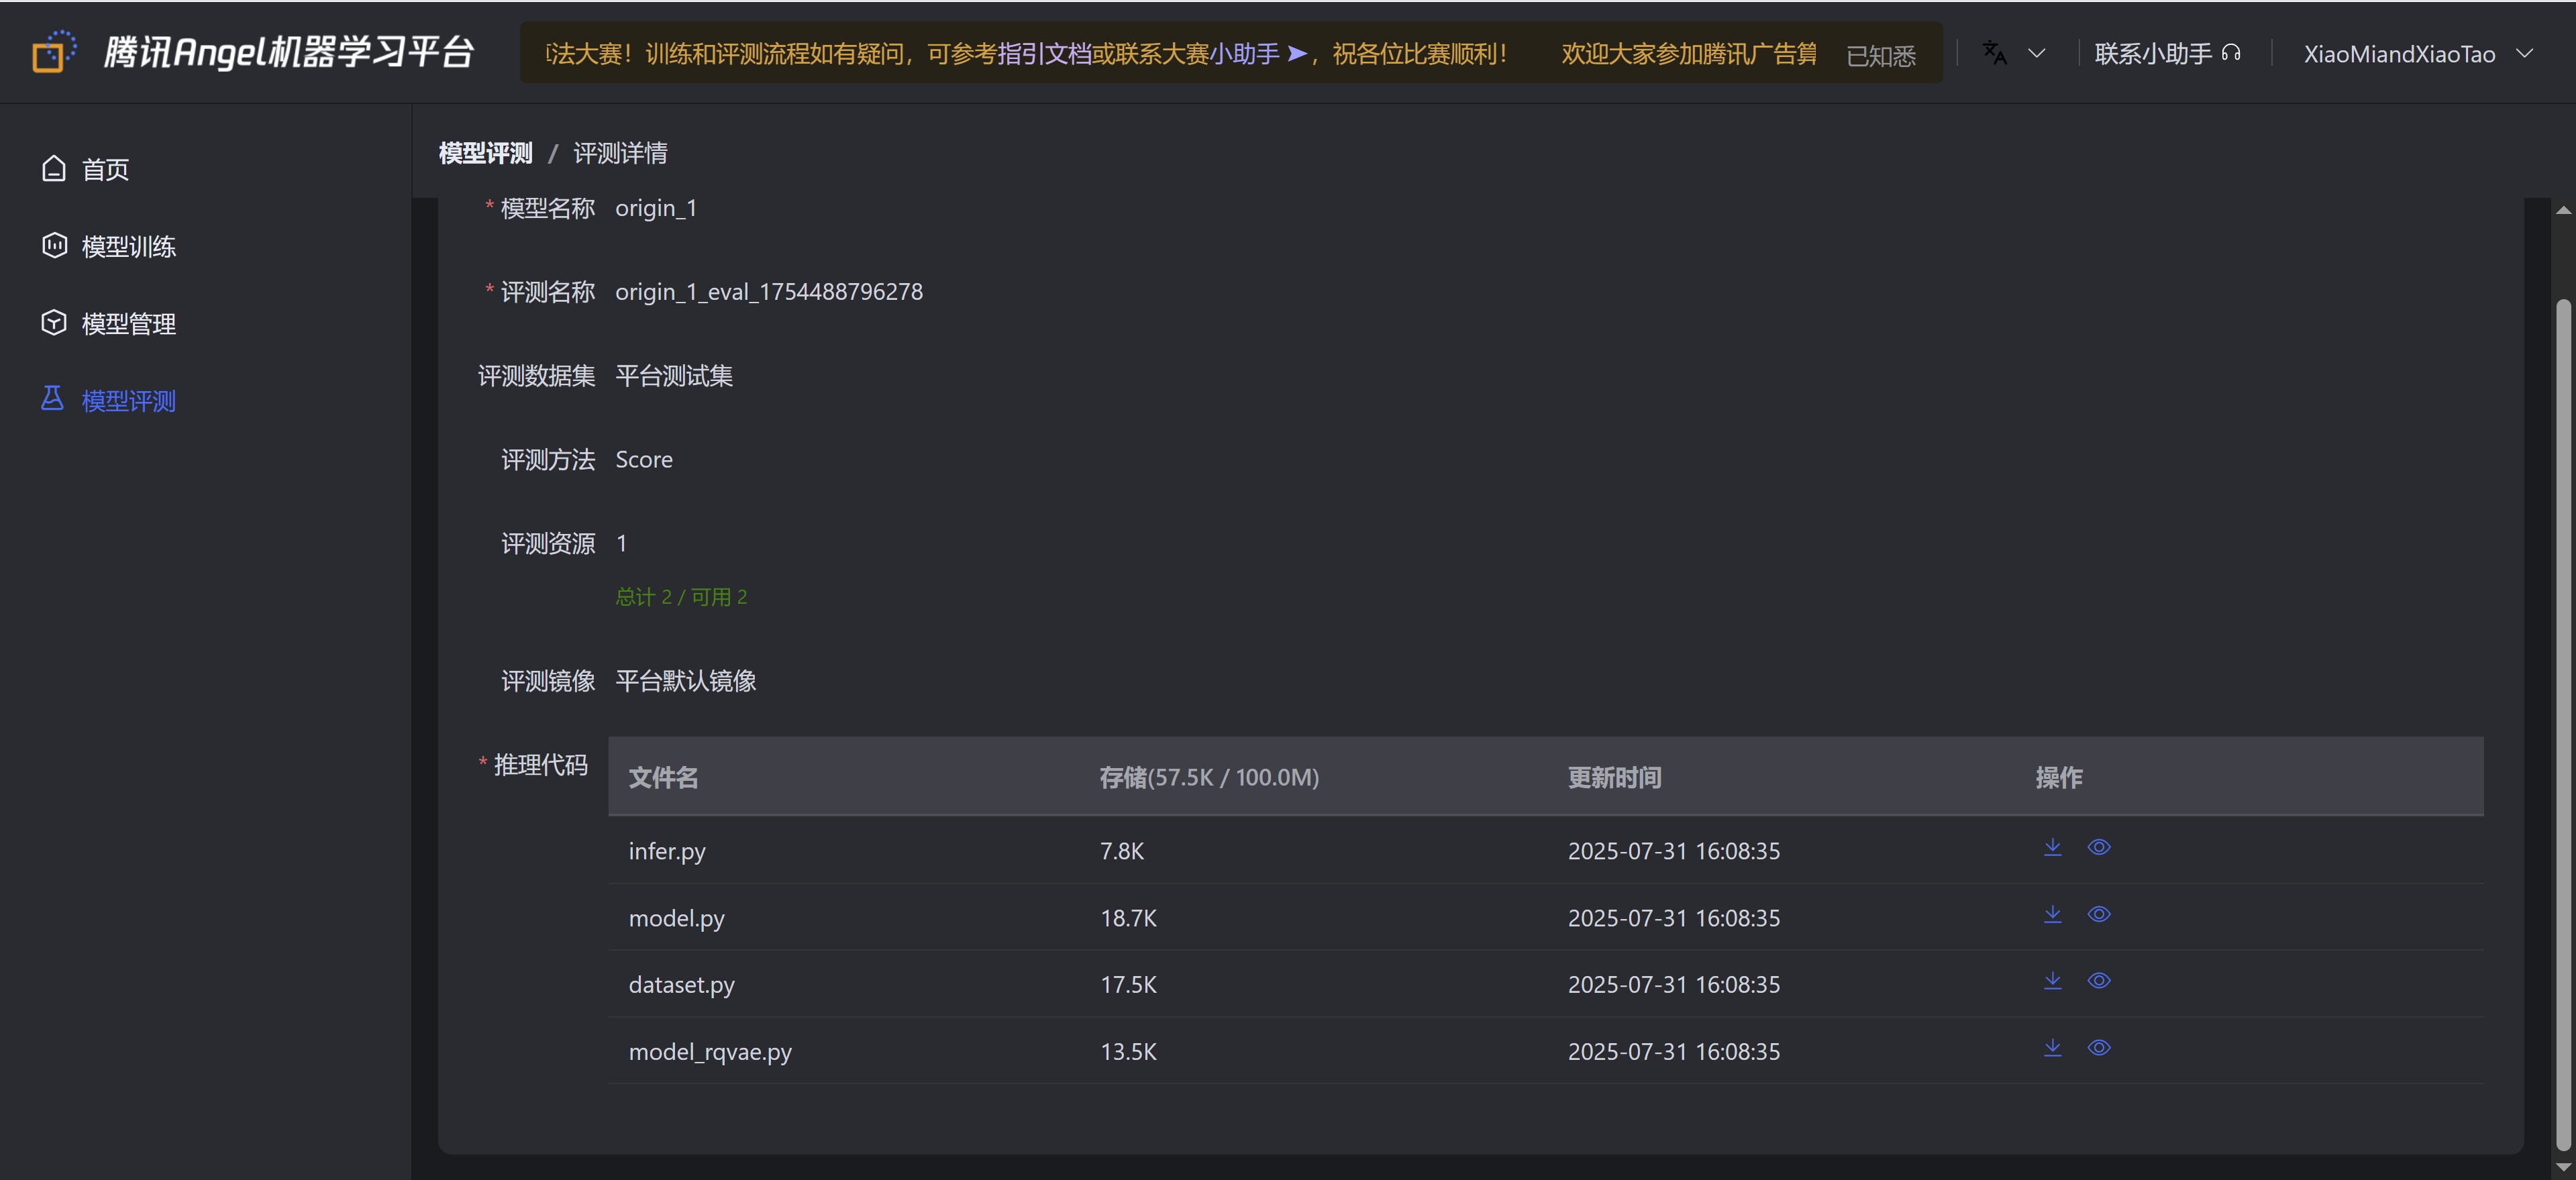 腾讯Angel机器学习平台
法大赛！训练和评测流程如有疑问，可参考指引文档或联系大赛小助手➤，祝各位比赛顺利！ 欢迎大家参加腾讯广告算
已知悉
联系小助手
XiaoMiandXiaoTao
首页
模型训练
模型管理
模型评测
模型评测 / 评测详情
* 模型名称 origin_1
* 评测名称 origin_1_eval_1754488796278
评测数据集 平台测试集
评测方法 Score
评测资源 1
总计 2 / 可用 2
评测镜像 平台默认镜像
* 推理代码
文件名 存储(57.5K / 100.0M) 更新时间 操作
infer.py 7.8K 2025-07-31 16:08:35
model.py 18.7K 2025-07-31 16:08:35
dataset.py 17.5K 2025-07-31 16:08:35
model_rqvae.py 13.5K 2025-07-31 16:08:35